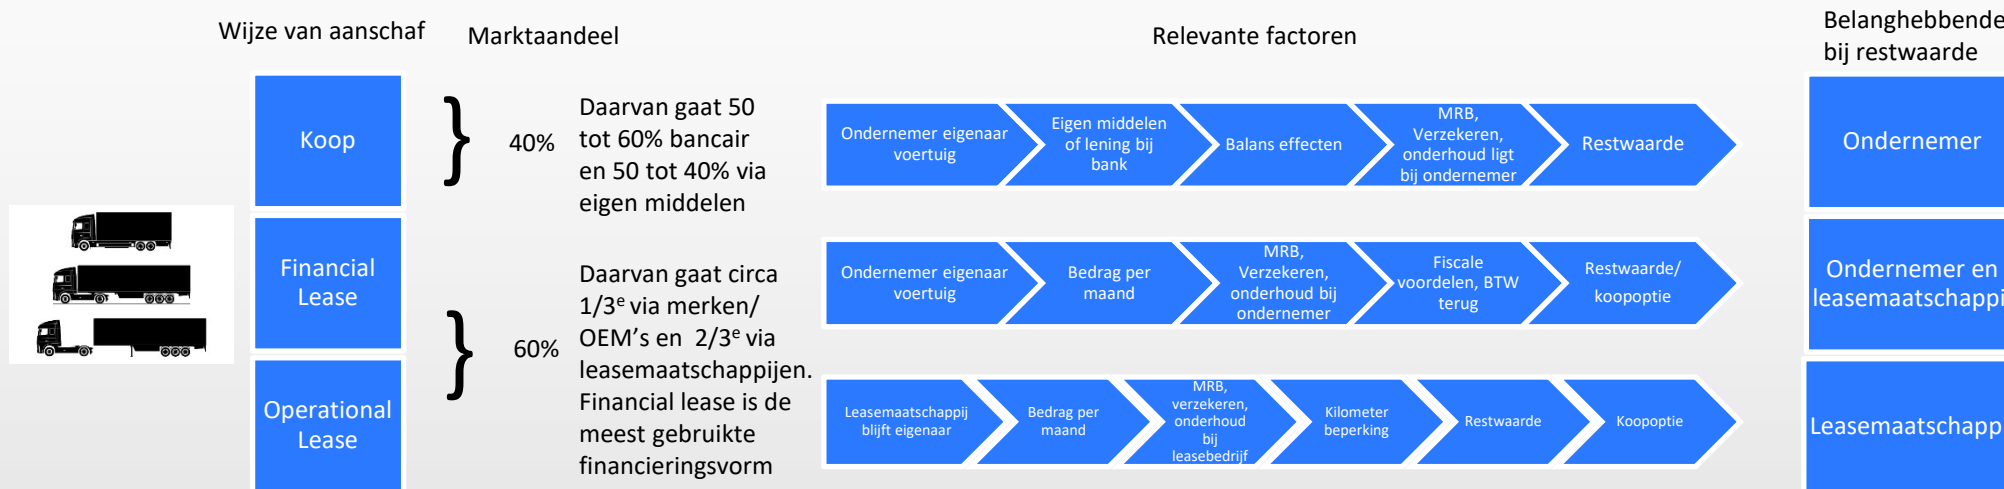 Wijze van aanschaf
Marktaandeel
Relevante factoren
Belanghebbende
bij restwaarde
Koop
}
40%
Daarvan gaat 50
tot 60% bancair
en 50 tot 40% via
eigen middelen
Ondernemer eigenaar
voertuig
Eigen middelen
of lening bij
bank
Balans effecten
MRB,
Verzekeren,
onderhoud ligt
bij ondernemer
Restwaarde
Ondernemer
Financial
Lease
Operational
Lease
}
60%
Daarvan gaat circa
1/3e via merken/
OEM's en 2/3e via
leasemaatschappijen.
Financial lease is de
meest gebruikte
financieringsvorm
Ondernemer eigenaar
voertuig
Bedrag per
maand
MRB,
Verzekeren,
onderhoud bij
ondernemer
Fiscale
voordelen, BTW
terug
Restwaarde/
koopoptie
Ondernemer en
leasemaatschappi
Leasemaatschappij
blijft eigenaar
Bedrag per
maand
MRB,
verzekeren,
onderhoud
bij
leasebedrijf
Kilometer
beperking
Restwaarde
Koopoptie
Leasemaatschapp